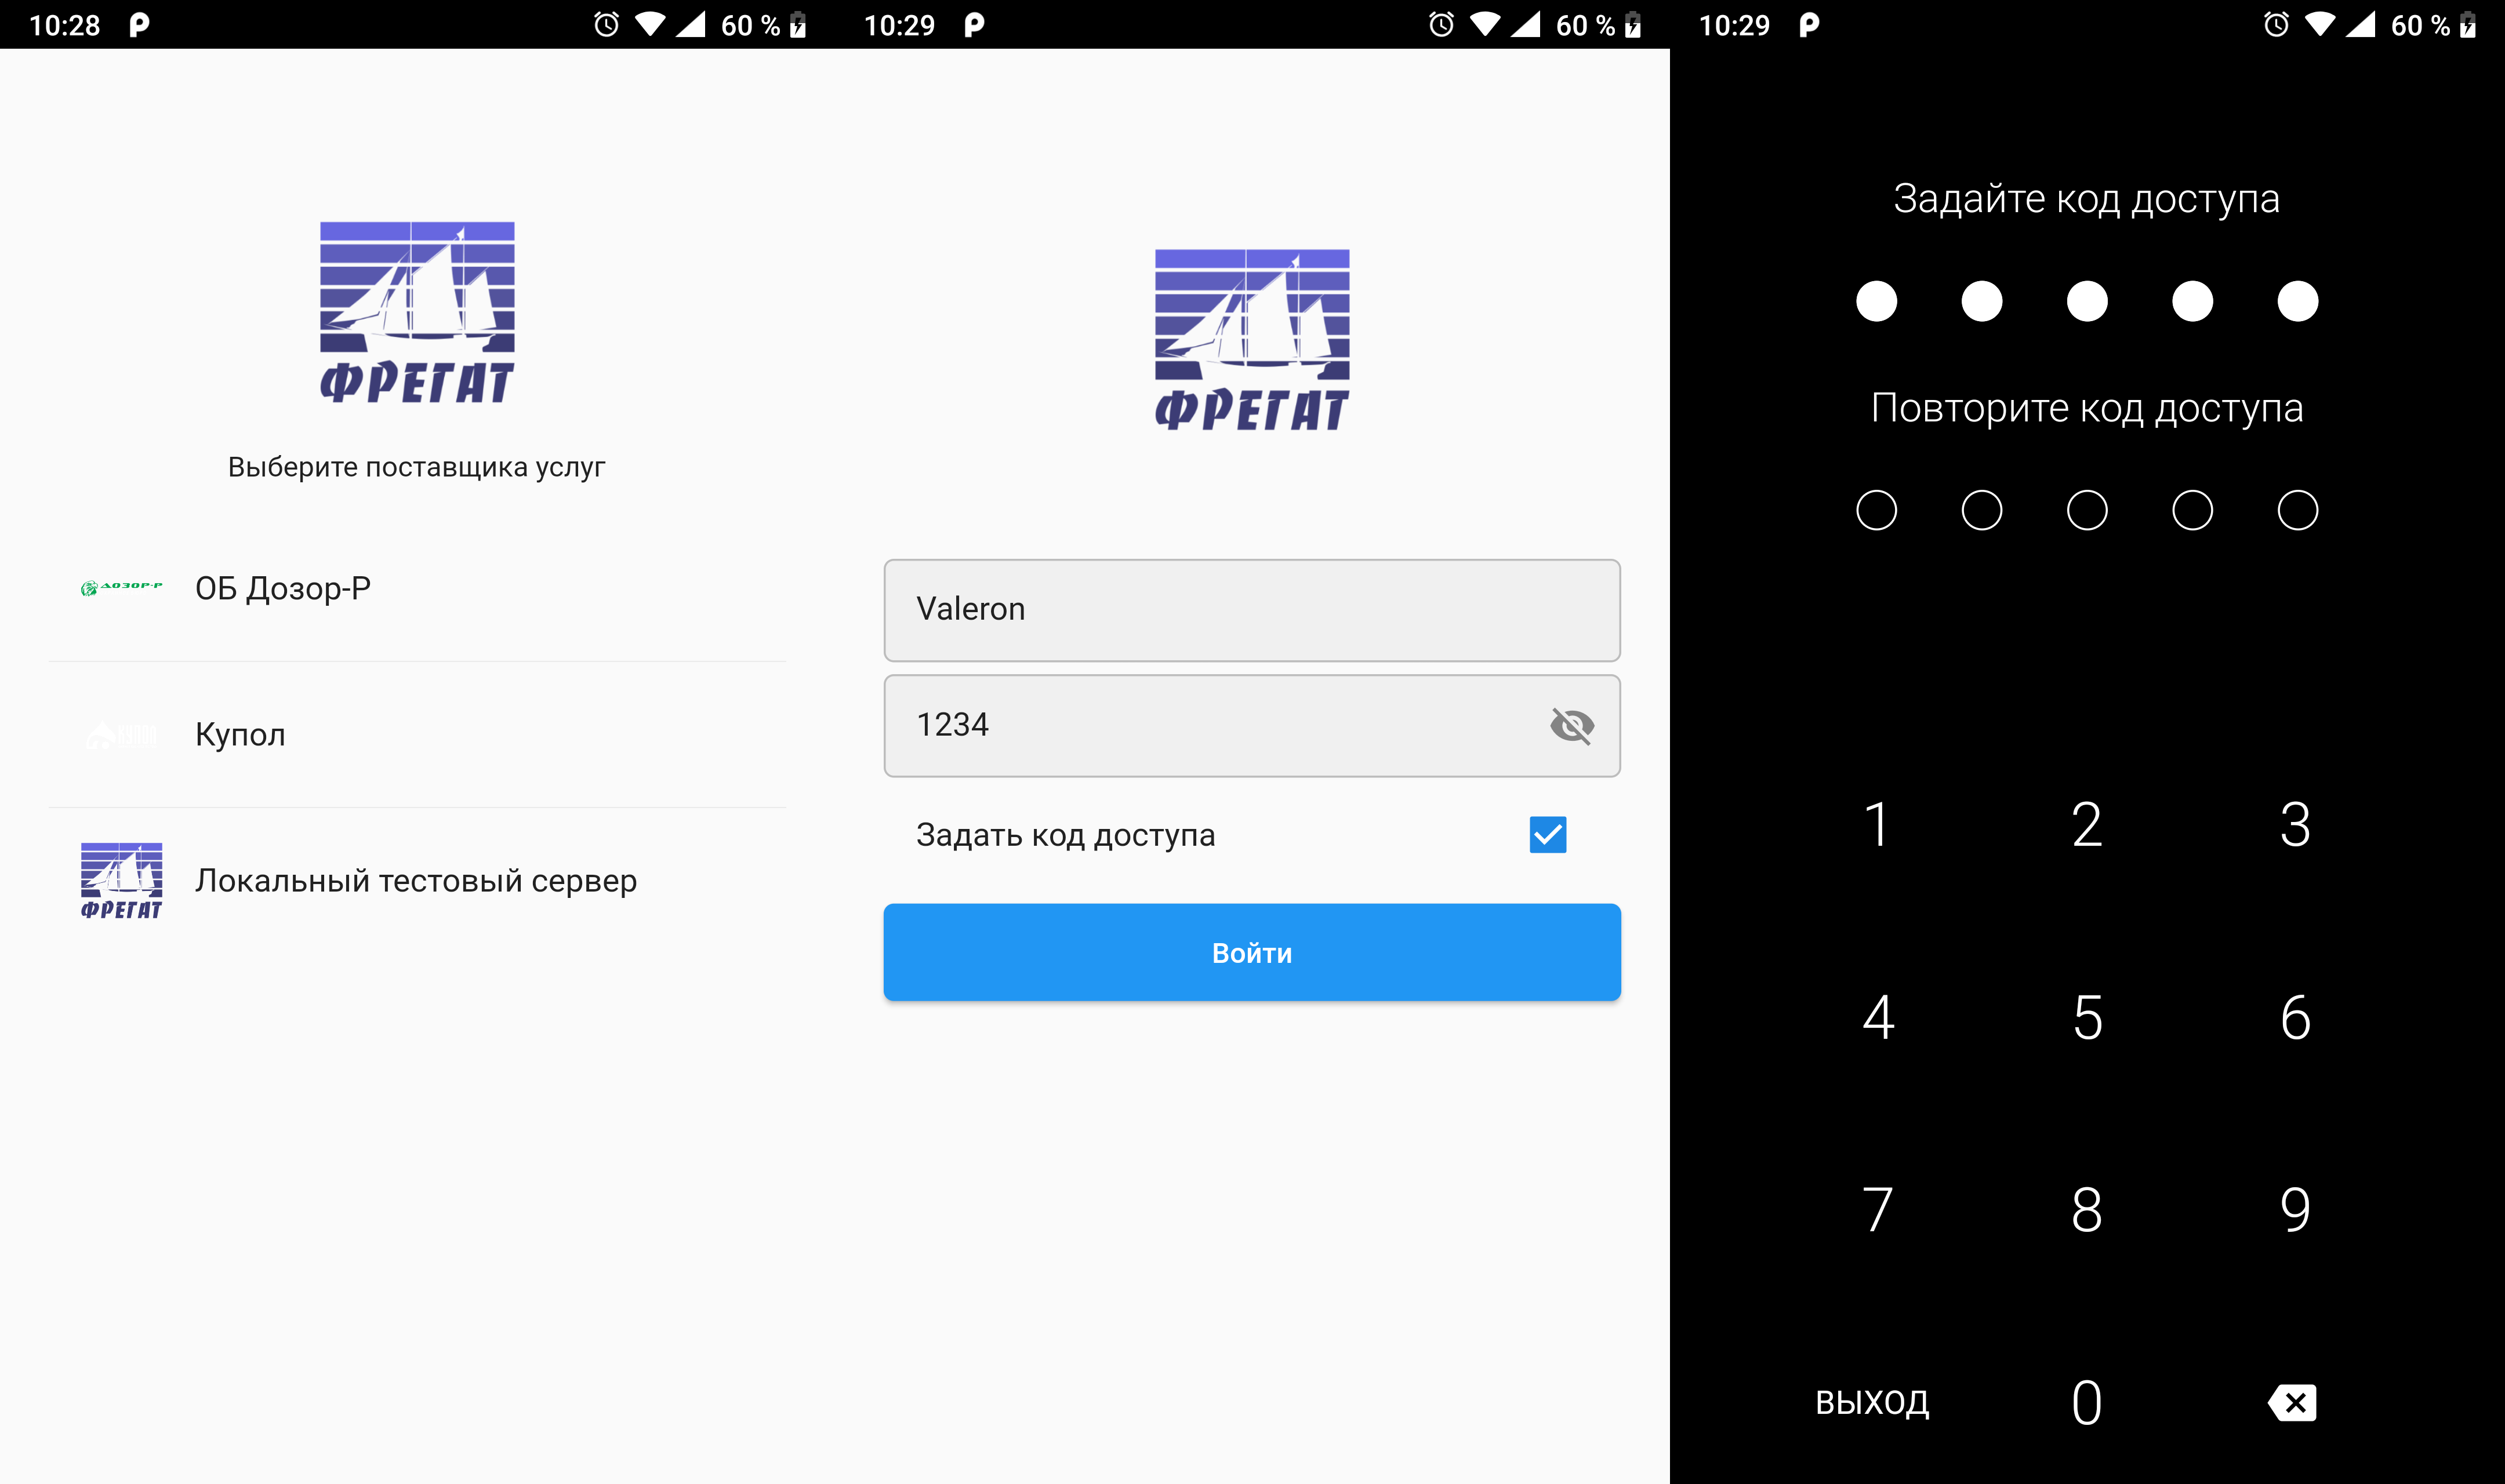 10:28
60 %
ФРЕГАТ
Выберите поставщика услуг
ДОЗОР-Р
ОБ Дозор-Р
КУПОЛ
Купол
ФРЕГАТ
Локальный тестовый сервер
10:29
60 %
ФРЕГАТ
Valeron
1234
Задать код доступа
Войти
10:29
60 %
Задайте код доступа
Повторите код доступа
1 2 3
4 5 6
7 8 9
ВЫХОД 0